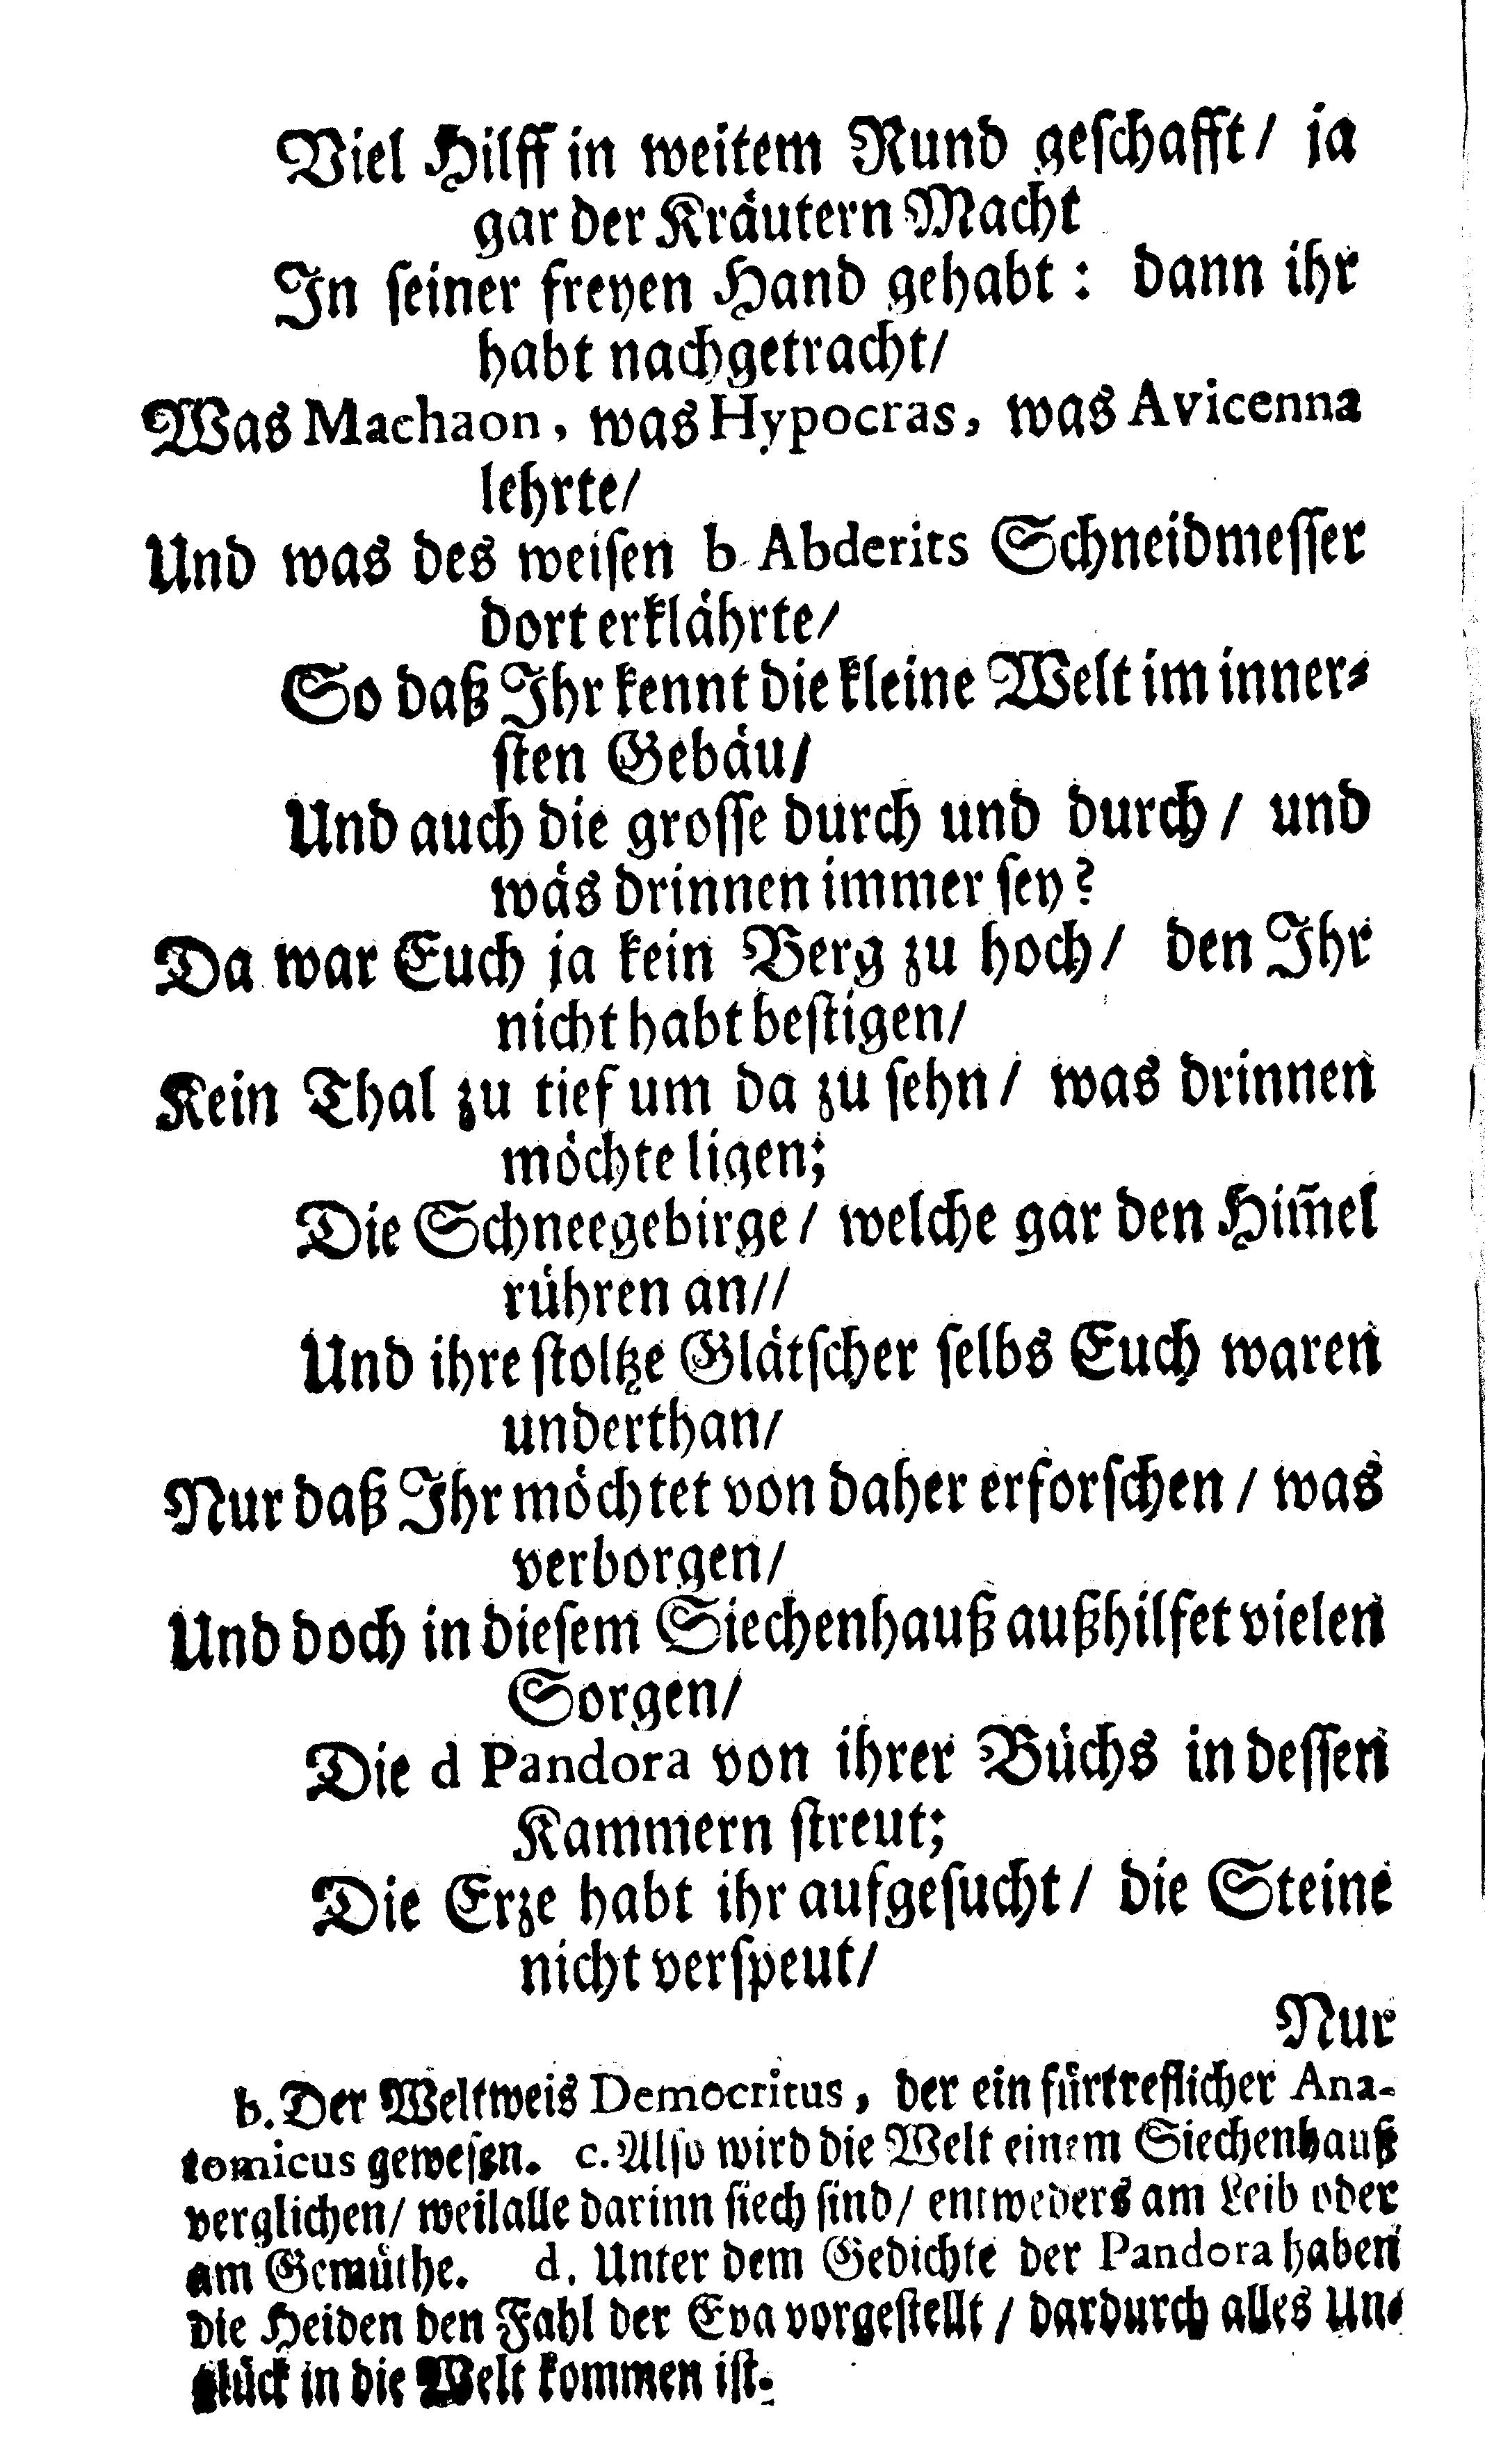 Viel Hilff in weitem Rund geschafft/ ja
gar der Kräutern Macht
In seiner freyen Hand gehabt: dann ihr
habt nachgetracht/
Was Machaon, was Hypocras, was Avicenna
lehrte/
Und was des weisen b Abderits Schneidmesser
dort erklährte/
So daß Ihr kennt die kleine Welt im inner-
sten Gebäu/
Und auch die grosse durch und durch/ und
wäs drinnen immer sey?
Da war Euch ja kein Berg zu hoch/ den Ihr
nicht habt bestigen/
Kein Thal zu tief um da zu sehn/ was drinnen
möchte ligen;
Die Schneegebirge/ welche gar den Him̄el
rühren an//
Und ihre stoltze Glätscher selbs Euch waren
underthan/
Nur daß Ihr möchtet von daher erforschen/ was
verborgen/
Und doch in diesem Siechenhauß außhilfet vielen
Sorgen/
Die d Pandora von ihrer Büchs in dessen
Kammern streut;
Die Erze habt ihr aufgesucht/ die Steine
nicht verspeut/
Nur
b. Der Weltweis Democritus, der ein fürtreflicher Ana-
tomicus gewesen. c. Also wird die Welt einem Siechenhauß
verglichen/ weil alle darinn siech sind/ entweders am Leib oder
am Gemüthe. d. Unter dem Gedichte der Pandora haben
die Heiden den Fahl der Eva vorgestellt/ dardurch alles Un-
glück in die Welt kommen ist.